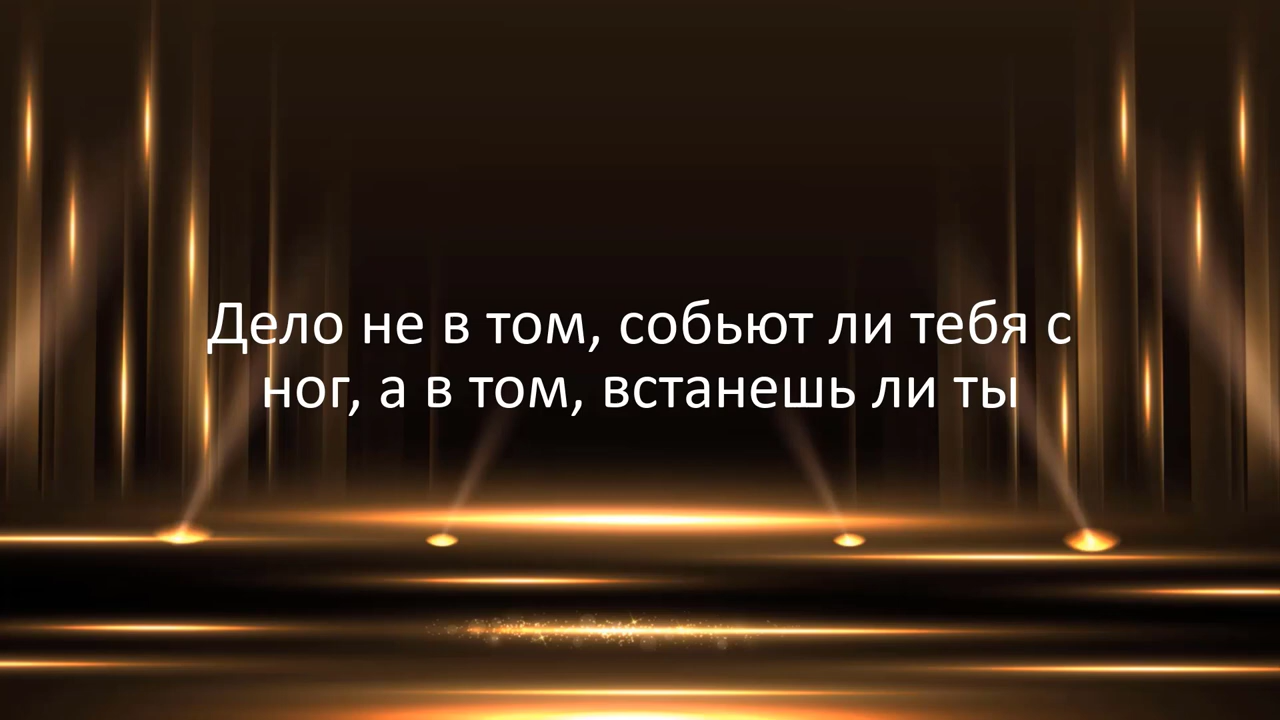 Дело не в том, собьют ли тебя с
ног, а в том, встанешь ли ты